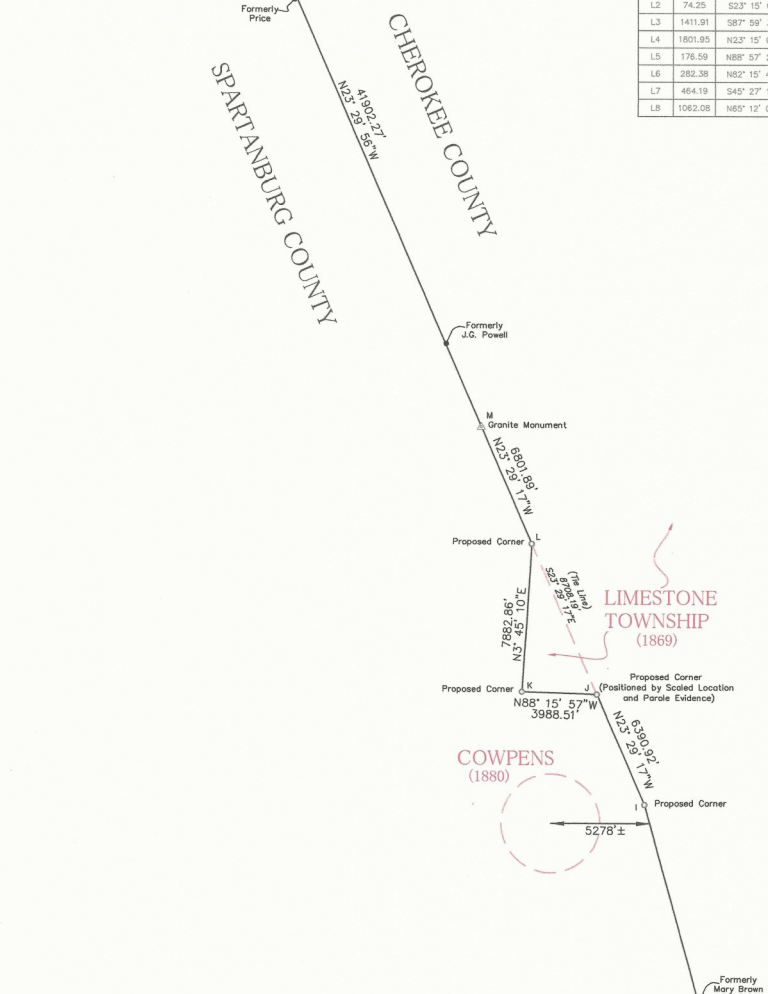 Formerly
Price
CHEROKEE COUNTY
SPARTANBURG COUNTY
41902.27'
N23° 29' 56"W
L2 74.25 S23° 15'
L3 1411.91 S87° 59'
L4 1801.95 N23° 15'
L5 176.59 N88° 57'
L6 282.38 N82° 15'
L7 464.19 S45° 27'
L8 1062.08 N65° 12'
Formerly
J.G. Powell
M
Granite Monument
6801.89'
N23° 29' 17"W
Proposed Corner
L
(Tie Line)
8708.19'
S23° 29' 17"E
7882.86'
N3° 45' 10"E
LIMESTONE
TOWNSHIP
(1869)
Proposed Corner
K
J
Proposed Corner
(Positioned by Scaled Location
and Parole Evidence)
N88° 15' 57"W
3988.51'
6390.92'
N23° 29' 17"W
COWPENS
(1880)
I
Proposed Corner
5278'±
Formerly
Mary Brown